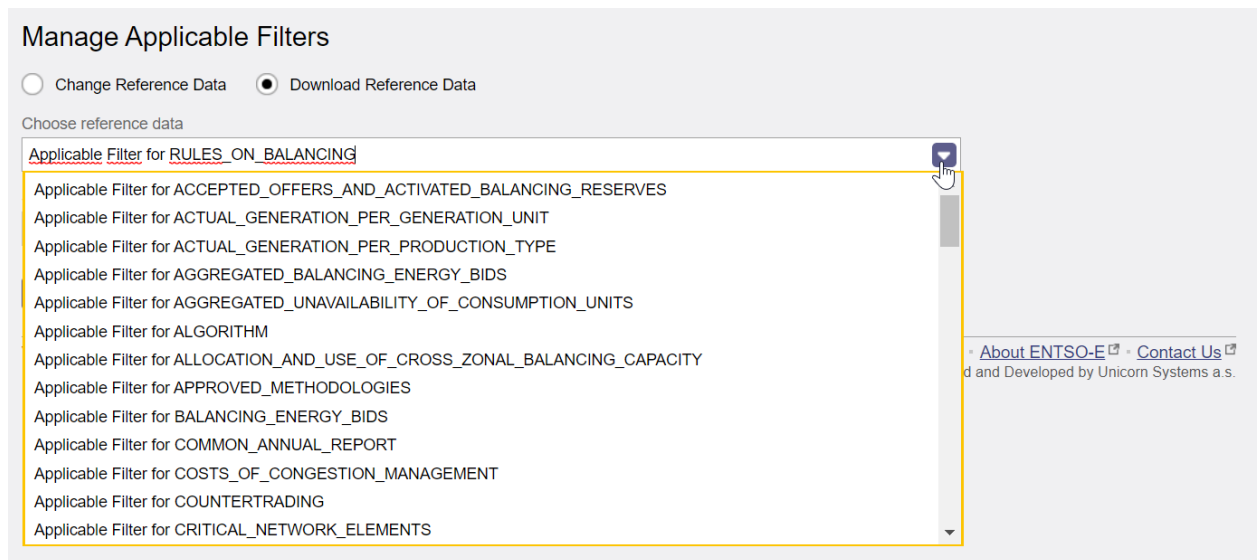 Manage Applicable Filters
Change Reference Data Download Reference Data
Choose reference data
Applicable Filter for RULES_ON_BALANCING
Applicable Filter for ACCEPTED_OFFERS_AND_ACTIVATED_BALANCING_RESERVES
Applicable Filter for ACTUAL_GENERATION_PER_GENERATION_UNIT
Applicable Filter for ACTUAL_GENERATION_PER_PRODUCTION_TYPE
Applicable Filter for AGGREGATED_BALANCING_ENERGY_BIDS
Applicable Filter for AGGREGATED_UNAVAILABILITY_OF_CONSUMPTION_UNITS
Applicable Filter for ALGORITHM
Applicable Filter for ALLOCATION_AND_USE_OF_CROSS_ZONAL_BALANCING_CAPACITY
About ENTSO-E Contact Us
d and Developed by Unicorn Systems a.s.
Applicable Filter for APPROVED_METHODOLOGIES
Applicable Filter for BALANCING_ENERGY_BIDS
Applicable Filter for COMMON_ANNUAL_REPORT
Applicable Filter for COSTS_OF_CONGESTION_MANAGEMENT
Applicable Filter for COUNTERTRADING
Applicable Filter for CRITICAL_NETWORK_ELEMENTS